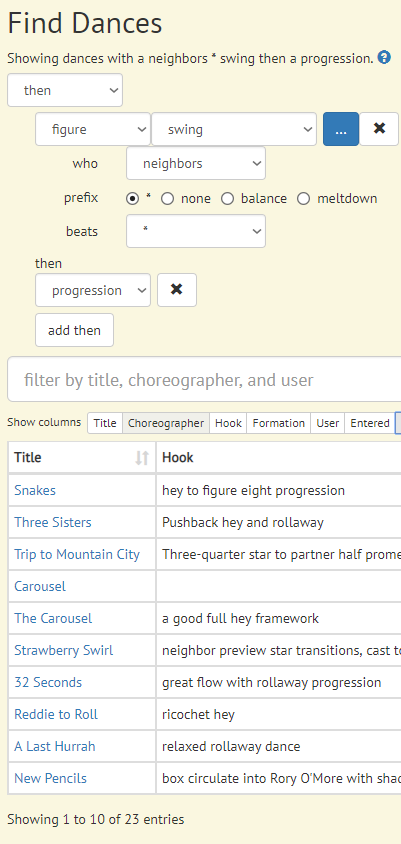 Find Dances
Showing dances with a neighbors * swing then a progression. ?
then
figure swing ... ✖
who neighbors
prefix * none balance meltdown
beats *
then
progression ✖
add then
filter by title, choreographer, and user
Show columns Title Choreographer Hook Formation User Entered
Title Hook
Snakes hey to figure eight progression
Three Sisters Pushback hey and rollaway
Trip to Mountain City Three-quarter star to partner half prome
Carousel
The Carousel a good full hey framework
Strawberry Swirl neighbor preview star transitions, cast to
32 Seconds great flow with rollaway progression
Reddie to Roll ricochet hey
A Last Hurrah relaxed rollaway dance
New Pencils box circulate into Rory O'More with shad
Showing 1 to 10 of 23 entries